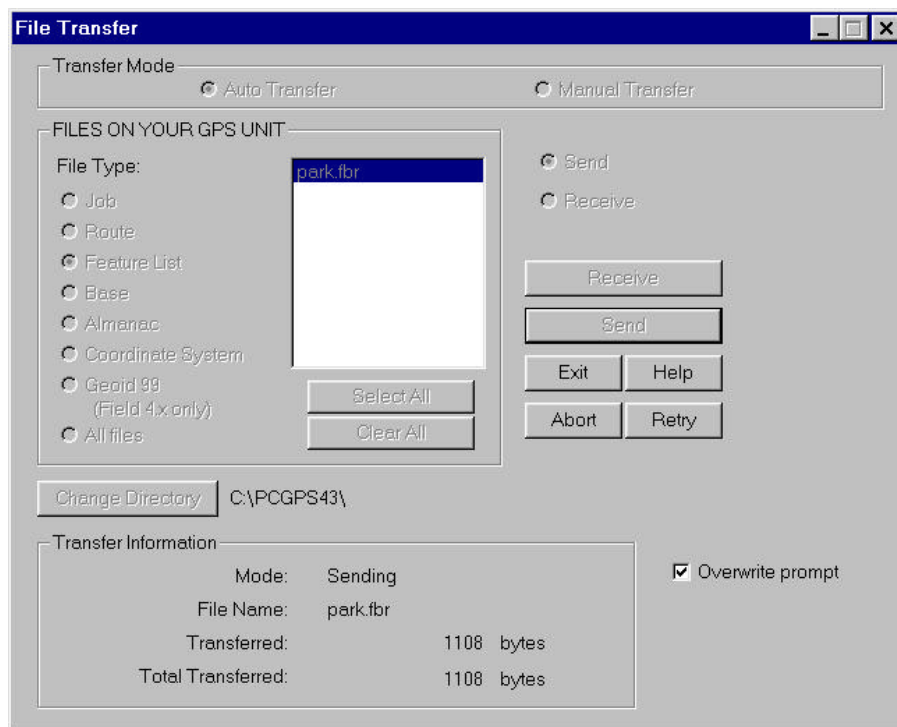 File Transfer
Transfer Mode
Auto Transfer
Manual Transfer
FILES ON YOUR GPS UNIT
File Type:
Job
Route
Feature List
Base
Almanac
Coordinate System
Geoid 99
(Field 4.x only)
All files
park.fbr
Select All
Clear All
Send
Receive
Receive
Send
Exit
Help
Abort
Retry
Change Directory
C:\PCGPS43\
Transfer Information
Mode: Sending
File Name: park.fbr
Transferred: 1108 bytes
Total Transferred: 1108 bytes
Overwrite prompt